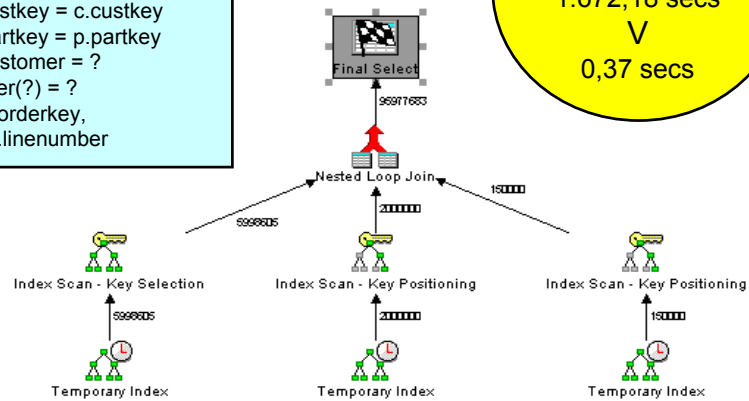 stkey = c.custkey
artkey = p.partkey
stomer = ?
er(?) = ?
orderkey,
.linenumber
1.672,18 secs
V
0,37 secs
Final Select
95977683
Nested Loop Join
5998605
2000000
150000
Index Scan - Key Selection
Index Scan - Key Positioning
Index Scan - Key Positioning
5998605
2000000
150000
Temporary Index
Temporary Index
Temporary Index